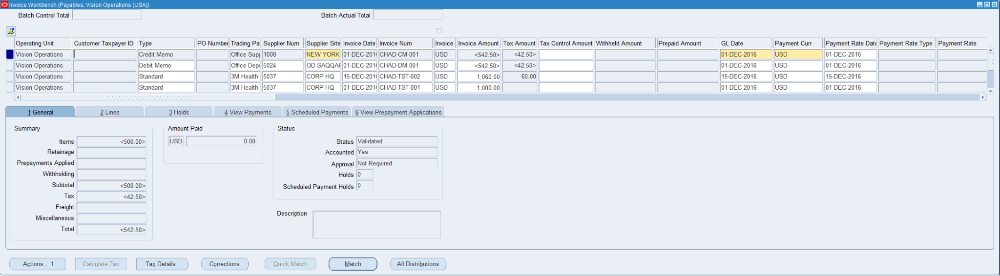 Invoice Workbench (Payables, Vision Operations (USA))
Batch Control Total Batch Actual Total
Operating Unit Customer Taxpayer ID Type PO Number Trading Pa Supplier Num Supplier Site Invoice Date Invoice Num Invoice Invoice Amount Tax Amount Tax Control Amount Withheld Amount Prepaid Amount GL Date Payment Curr Payment Rate Date Payment Rate Type Payment Rate
Vision Operations Credit Memo Office Sup 1008 NEW YORK 01-DEC-201 CHAD-CM-001 USD <542.50> <42.50> 01-DEC-2016 USD 01-DEC-2016
Vision Operations Debit Memo Office Depo 5024 OD SAQQA 01-DEC-201 CHAD-DM-001 USD <542.50> <42.50> 01-DEC-2016 USD 01-DEC-2016
Vision Operations Standard 3M Health 5037 CORP HQ 15-DEC-201 CHAD-TST-002 USD 1,060.00 60.00 15-DEC-2016 USD 15-DEC-2016
Vision Operations Standard 3M Health 5037 CORP HQ 01-DEC-201 CHAD-TST-001 USD 1,000.00 01-DEC-2016 USD 01-DEC-2016
1 General 2 Lines 3 Holds 4 View Payments 5 Scheduled Payments 6 View Prepayment Applications
Summary
Items <500.00>
Retainage
Prepayments Applied
Withholding
Subtotal <500.00>
Tax <42.50>
Freight
Miscellaneous
Total <542.50>
Amount Paid
USD 0.00
Status
Status Validated
Accounted Yes
Approval Not Required
Holds 0
Scheduled Payment Holds 0
Description
Actions... 1 Calculate Tax Tax Details Corrections Quick Match Match All Distributions